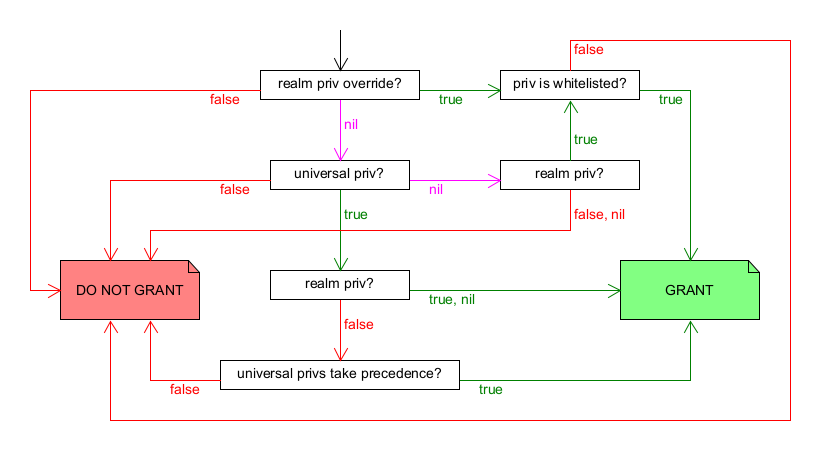 false
realm priv override?
priv is whitelisted?
false
true
true
nil
true
universal priv?
realm priv?
false
nil
true
false, nil
DO NOT GRANT
realm priv?
GRANT
true, nil
false
universal privs take precedence?
false
true